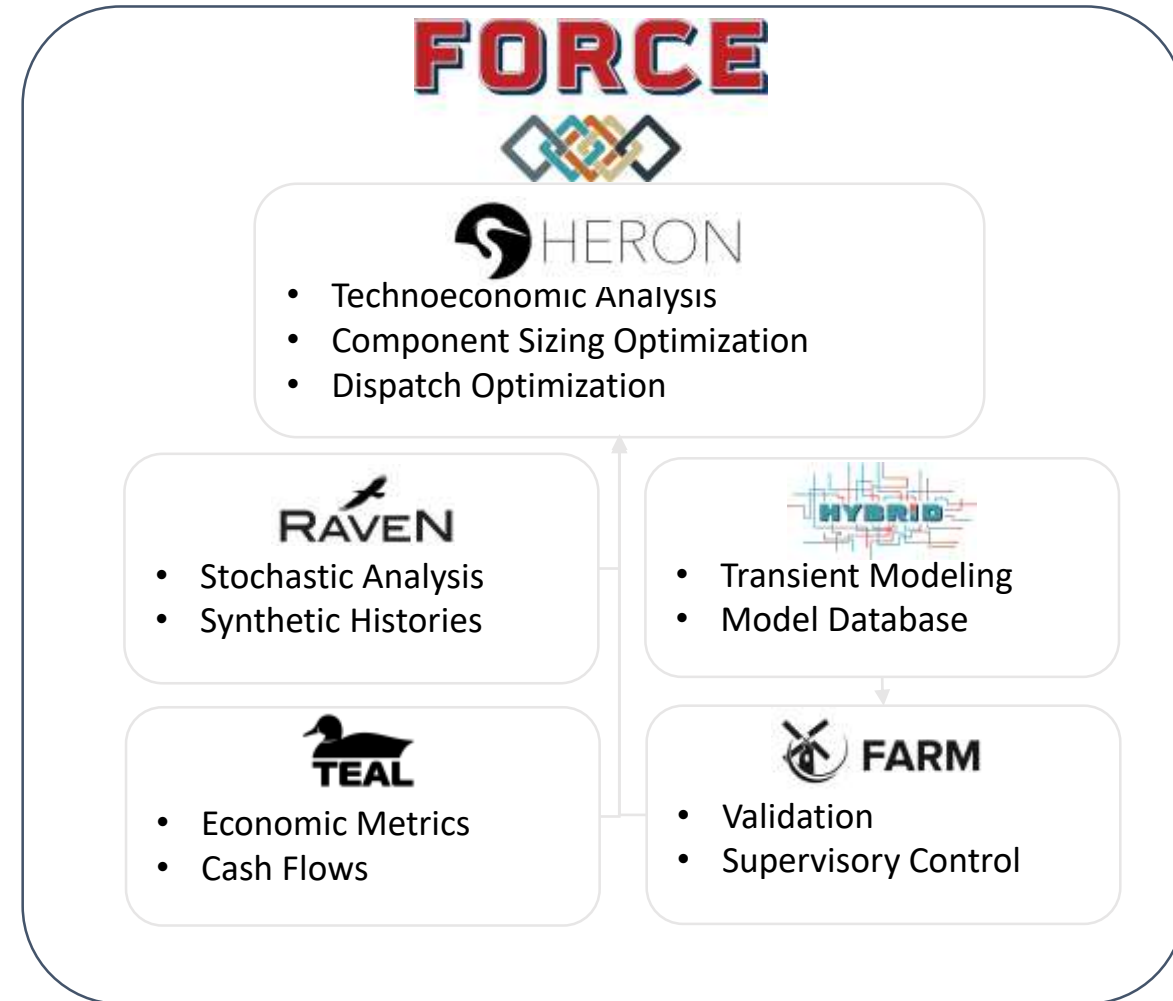 FORCE
HERON
• Technoeconomic Analysis
• Component Sizing Optimization
• Dispatch Optimization
RAVEN
• Stochastic Analysis
• Synthetic Histories
HYBRID
• Transient Modeling
• Model Database
TEAL
• Economic Metrics
• Cash Flows
FARM
• Validation
• Supervisory Control